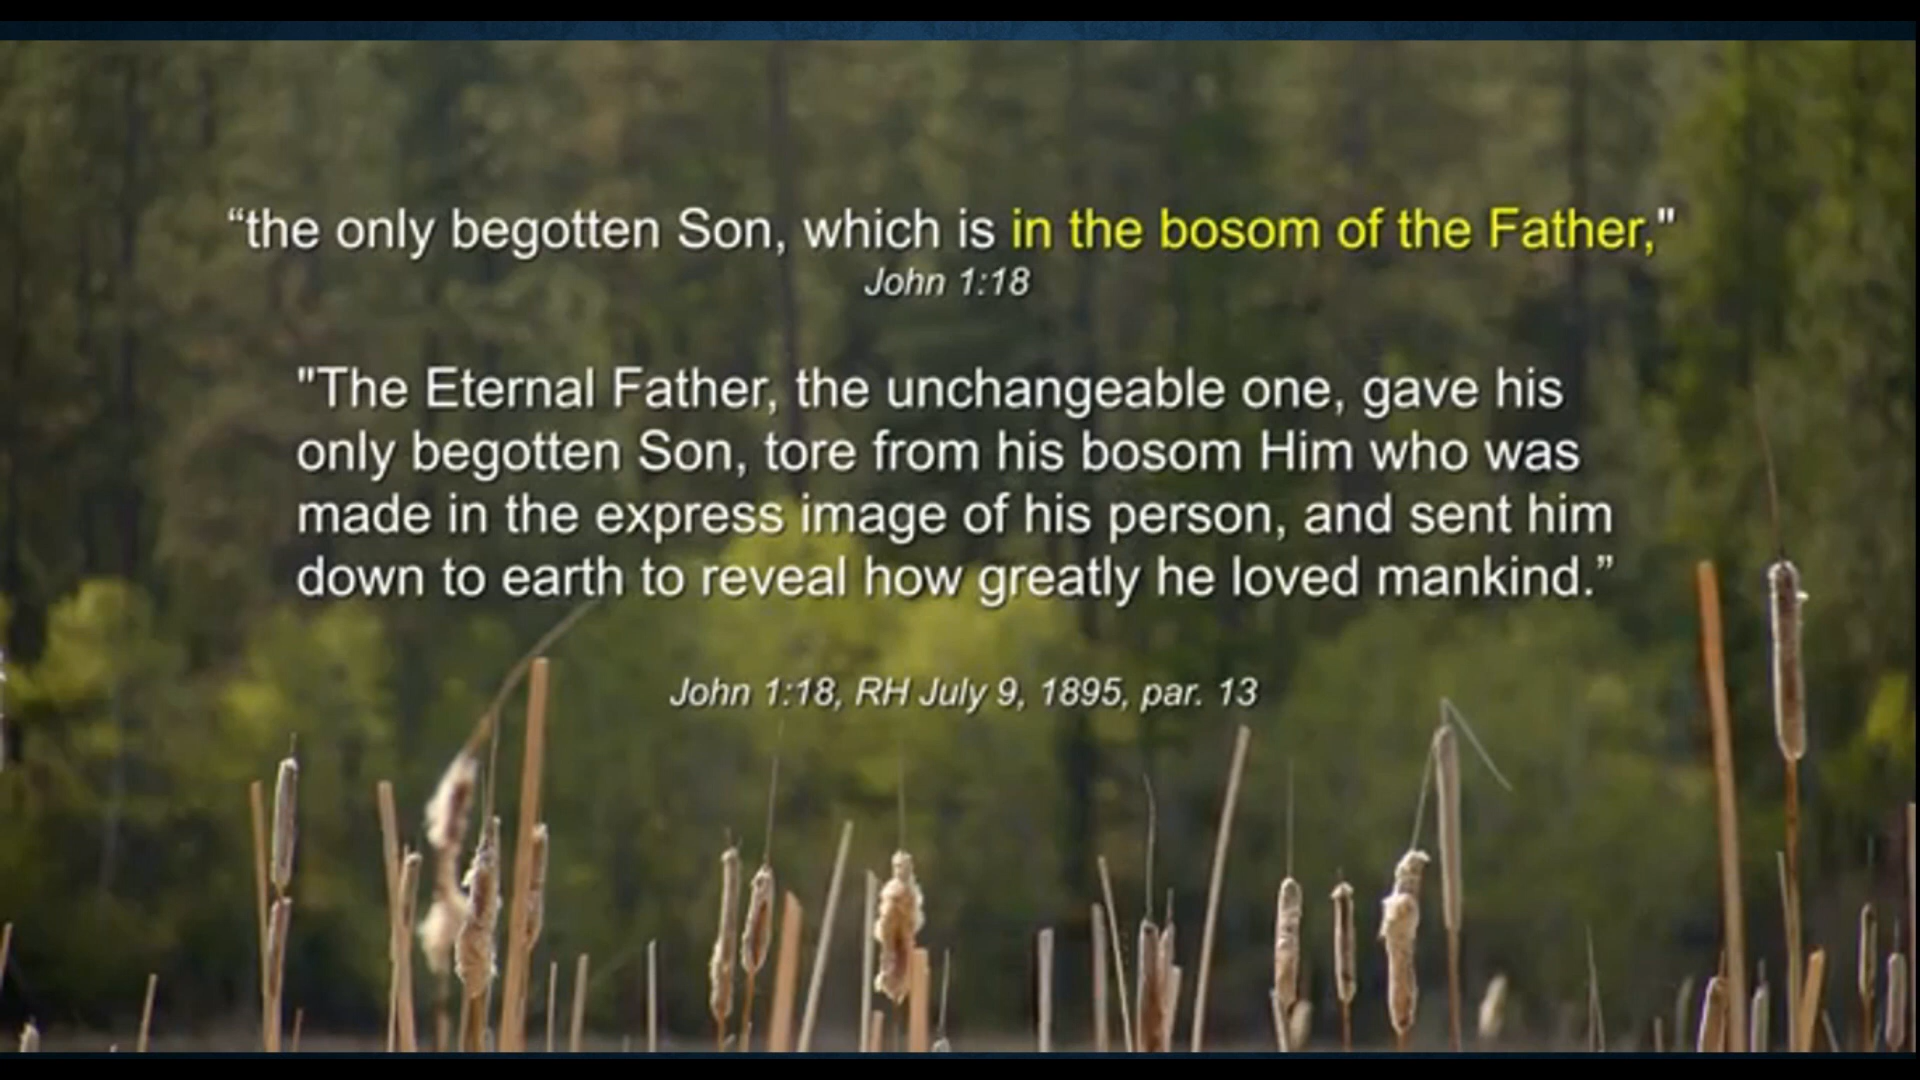 “the only begotten Son, which is in the bosom of the Father,"
John 1:18
"The Eternal Father, the unchangeable one, gave his
only begotten Son, tore from his bosom Him who was
made in the express image of his person, and sent him
down to earth to reveal how greatly he loved mankind.”
John 1:18, RH July 9, 1895, par. 13